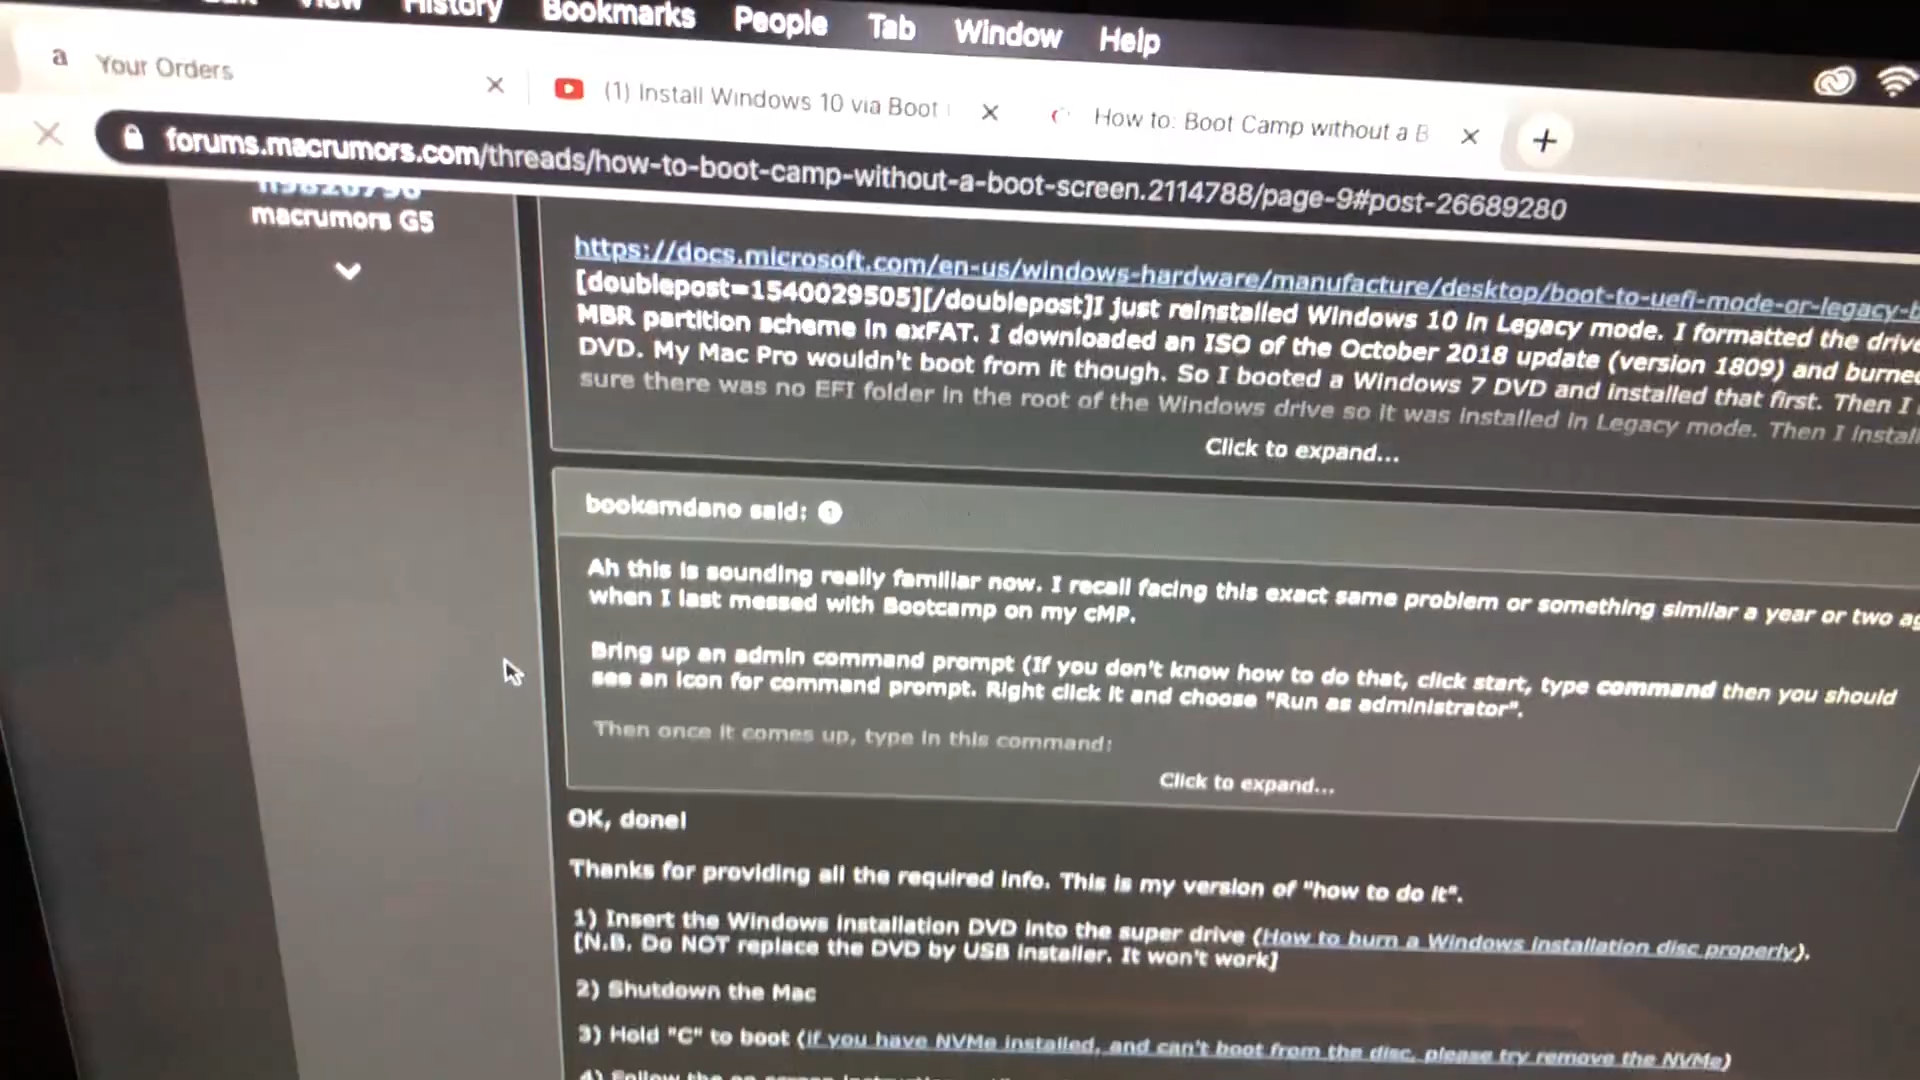 View History Bookmarks People Tab Window Help
a Your Orders
(1) Install Windows 10 via Boot
How to: Boot Camp without a B
forums.macrumors.com/threads/how-to-boot-camp-without-a-boot-screen.2114788/page-9#post-26689280
macrumors G5
https://docs.microsoft.com/en-us/windows-hardware/manufacture/desktop/boot-to-uefi-mode-or-legacy-b
[doublepost=1540029505][/doublepost]I just reinstalled Windows 10 in Legacy mode. I formatted the drive
MBR partition scheme in exFAT. I downloaded an ISO of the October 2018 update (version 1809) and burned
DVD. My Mac Pro wouldn't boot from it though. So I booted a Windows 7 DVD and installed that first. Then I
sure there was no EFI folder in the root of the Windows drive so it was installed in Legacy mode. Then I install
Click to expand...
bookemdano said:
Ah this is sounding really familiar now. I recall facing this exact same problem or something similar a year or two ag
when I last messed with Bootcamp on my cMP.
Bring up an admin command prompt (If you don't know how to do that, click start, type command then you should
see an icon for command prompt. Right click it and choose "Run as administrator".
Then once it comes up, type in this command:
Click to expand...
OK, done!
Thanks for providing all the required info. This is my version of "how to do it".
1) Insert the Windows installation DVD into the super drive (How to burn a Windows installation disc properly).
[N.B. Do NOT replace the DVD by USB installer. It won't work]
2) Shutdown the Mac
3) Hold "C" to boot (if you have NVMe installed, and can't boot from the disc, please try remove the NVMe)
4) Follow the on screen